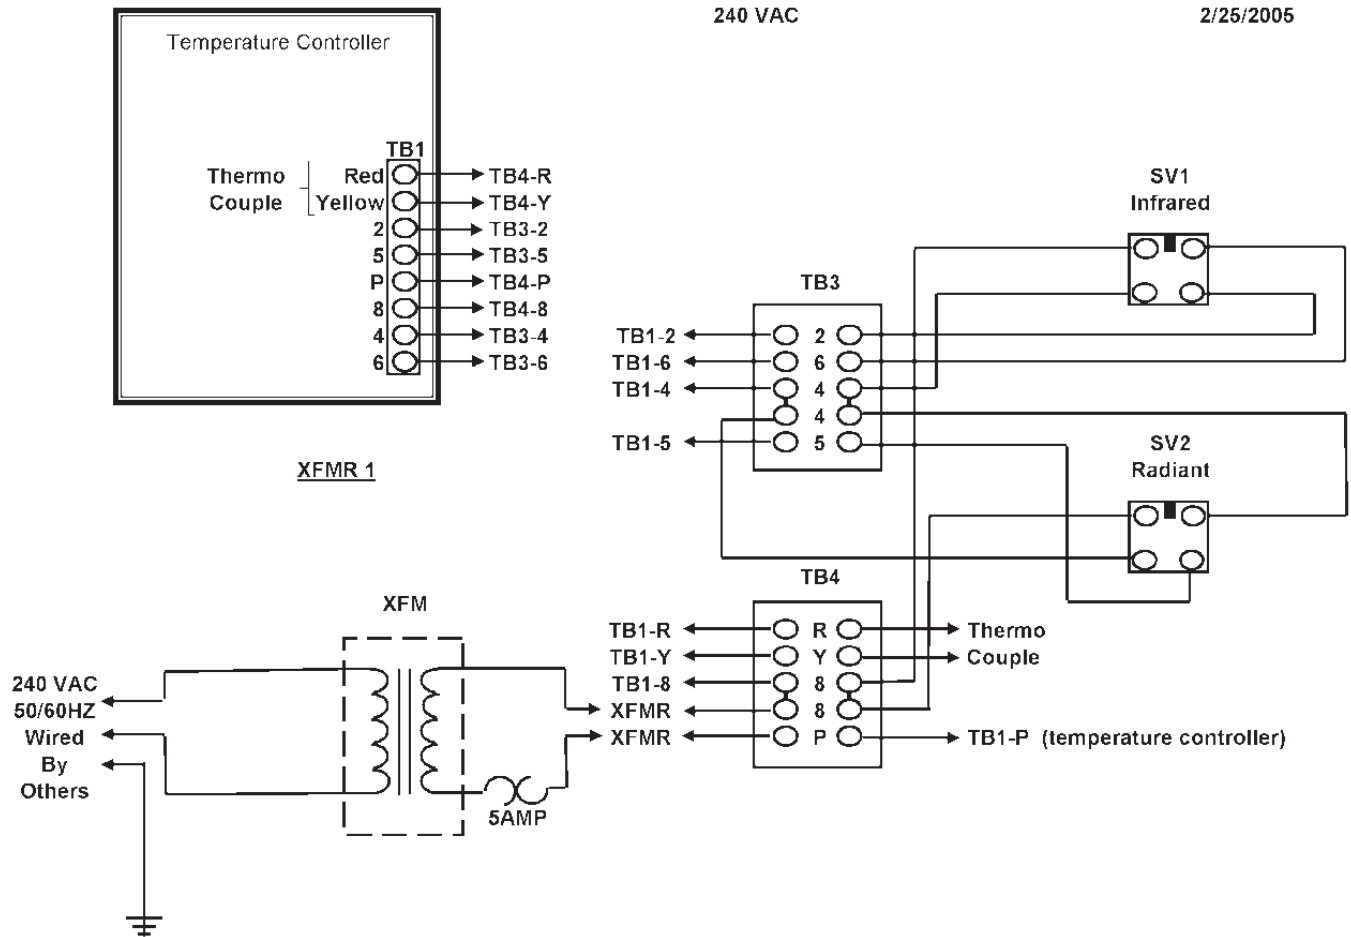 240 VAC
2/25/2005
Temperature Controller
TB1
Thermo Red TB4-R
Couple Yellow TB4-Y
2 TB3-2
5 TB3-5
P TB4-P
8 TB4-8
4 TB3-4
6 TB3-6
XFMR 1
SV1
Infrared
TB3
TB1-2 2
TB1-6 6
TB1-4 4
4
TB1-5 5
SV2
Radiant
TB4
TB1-R R Thermo
TB1-Y Y Couple
TB1-8 8
XFMR 8
XFMR P TB1-P (temperature controller)
XFM
240 VAC
50/60HZ
Wired
By
Others
5AMP